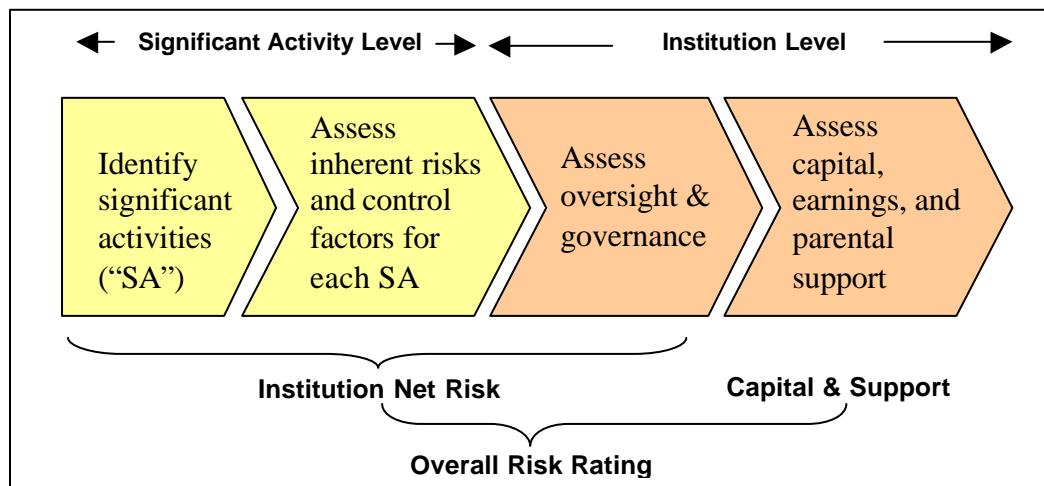 Significant Activity Level
Institution Level
Identify
significant
activities
(“SA”)
Assess
inherent risks
and control
factors for
each SA
Assess
oversight &
governance
Assess
capital,
earnings, and
parental
support
Institution Net Risk
Capital & Support
Overall Risk Rating